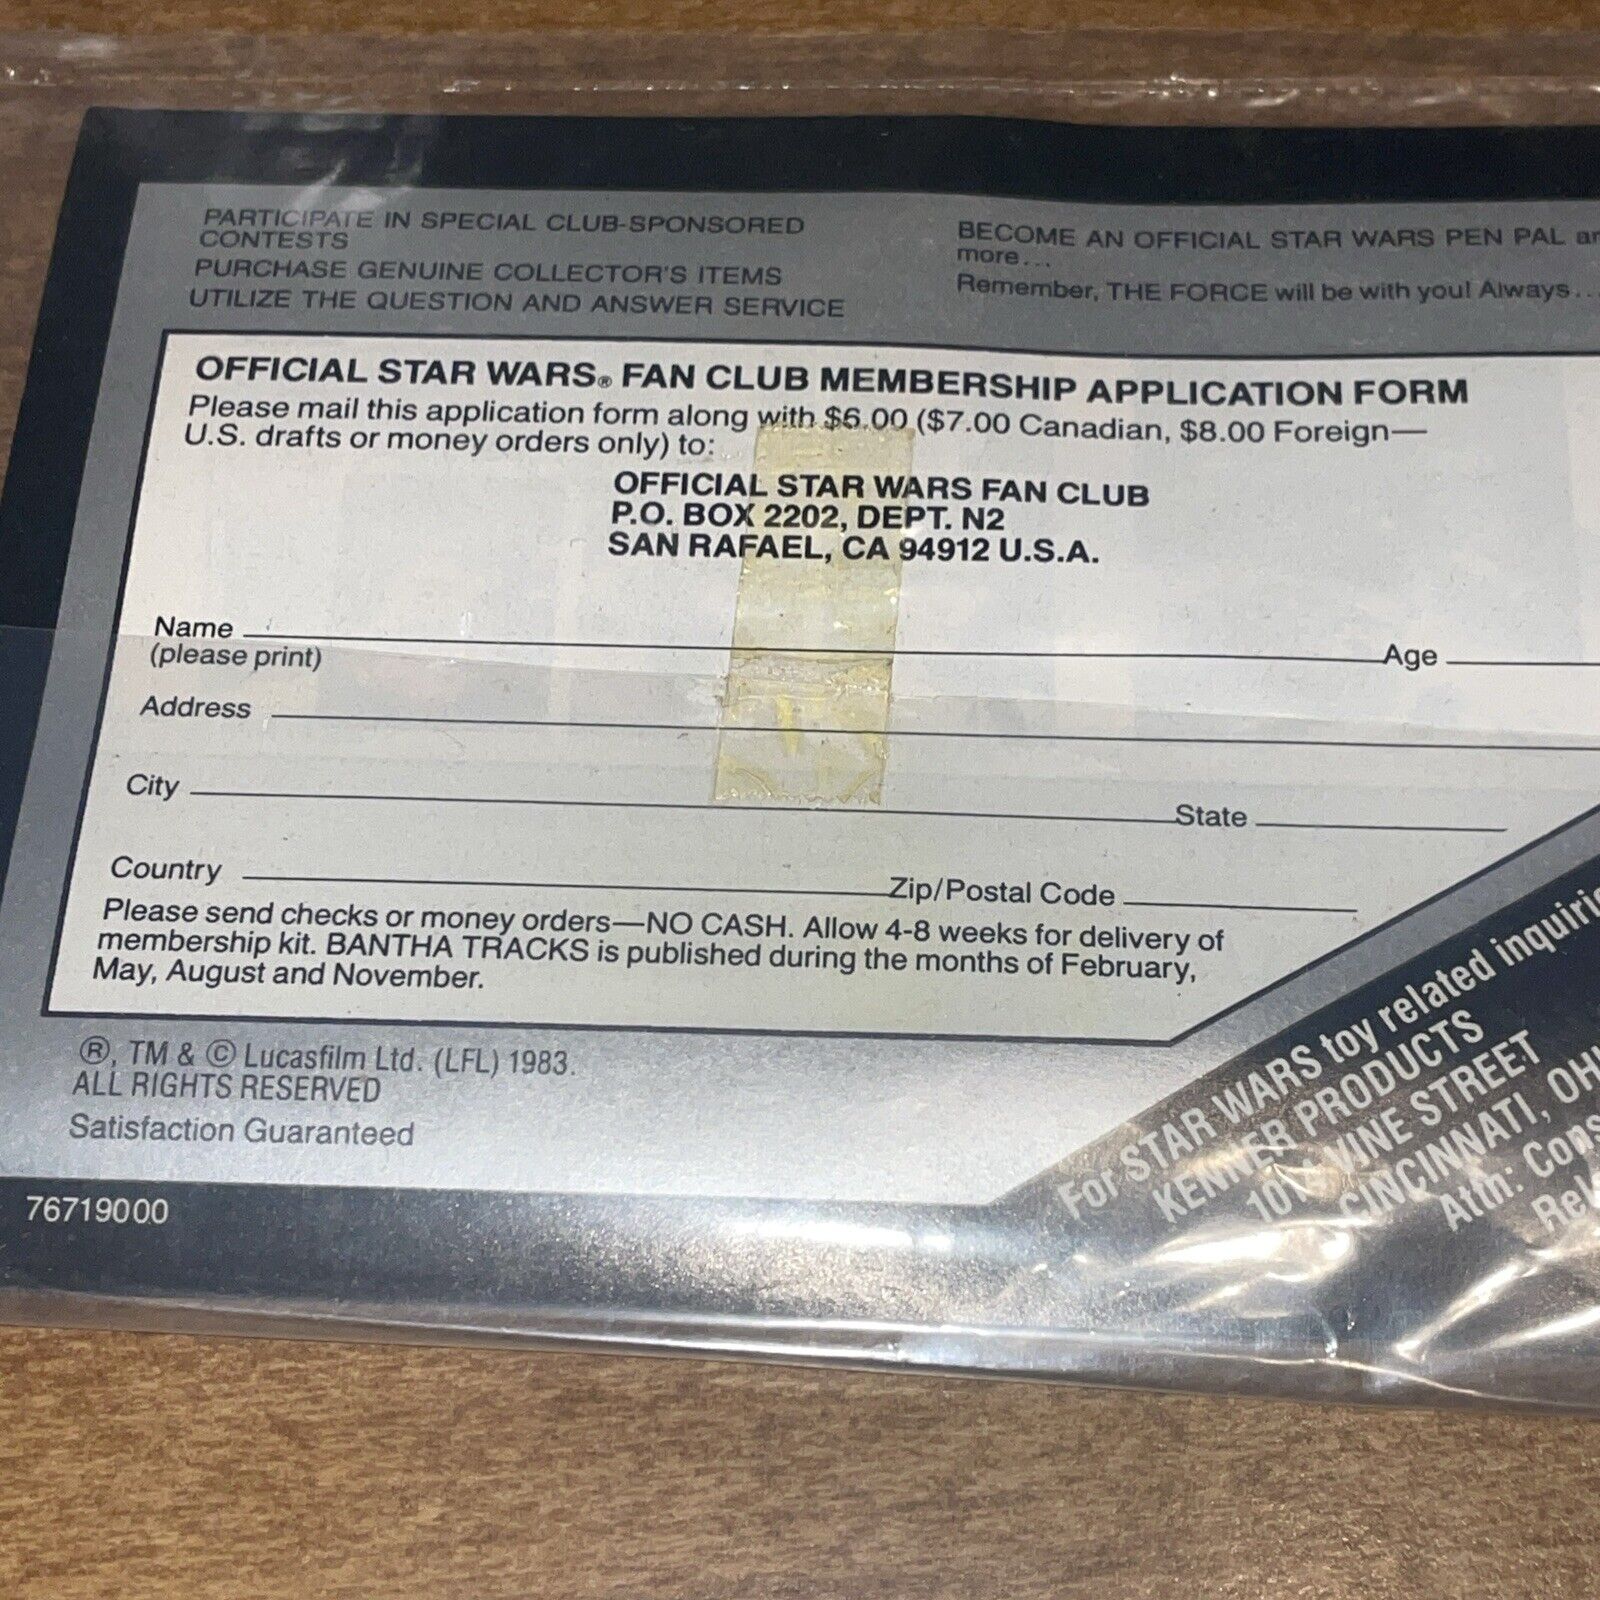 PARTICIPATE IN SPECIAL CLUB-SPONSORED
CONTESTS
PURCHASE GENUINE COLLECTOR'S ITEMS
UTILIZE THE QUESTION AND ANSWER SERVICE
BECOME AN OFFICIAL STAR WARS PEN PAL
more...
Remember, THE FORCE will be with you! Always...
OFFICIAL STAR WARS® FAN CLUB MEMBERSHIP APPLICATION FORM
Please mail this application form along with $6.00 ($7.00 Canadian, $8.00 Foreign—
U.S. drafts or money orders only) to:
OFFICIAL STAR WARS FAN CLUB
P.O. BOX 2202, DEPT. N2
SAN RAFAEL, CA 94912 U.S.A.
Name Age
(please print)
Address
City State
Country Zip/Postal Code
Please send checks or money orders—NO CASH. Allow 4-8 weeks for delivery of
membership kit. BANTHA TRACKS is published during the months of February,
May, August and November.
®, TM & © Lucasfilm Ltd. (LFL) 1983.
ALL RIGHTS RESERVED
Satisfaction Guaranteed
76719000
For STAR WARS toy related
KENNER PRODUCTS
1014 VINE STREET
CINCINNATI,
Attn: